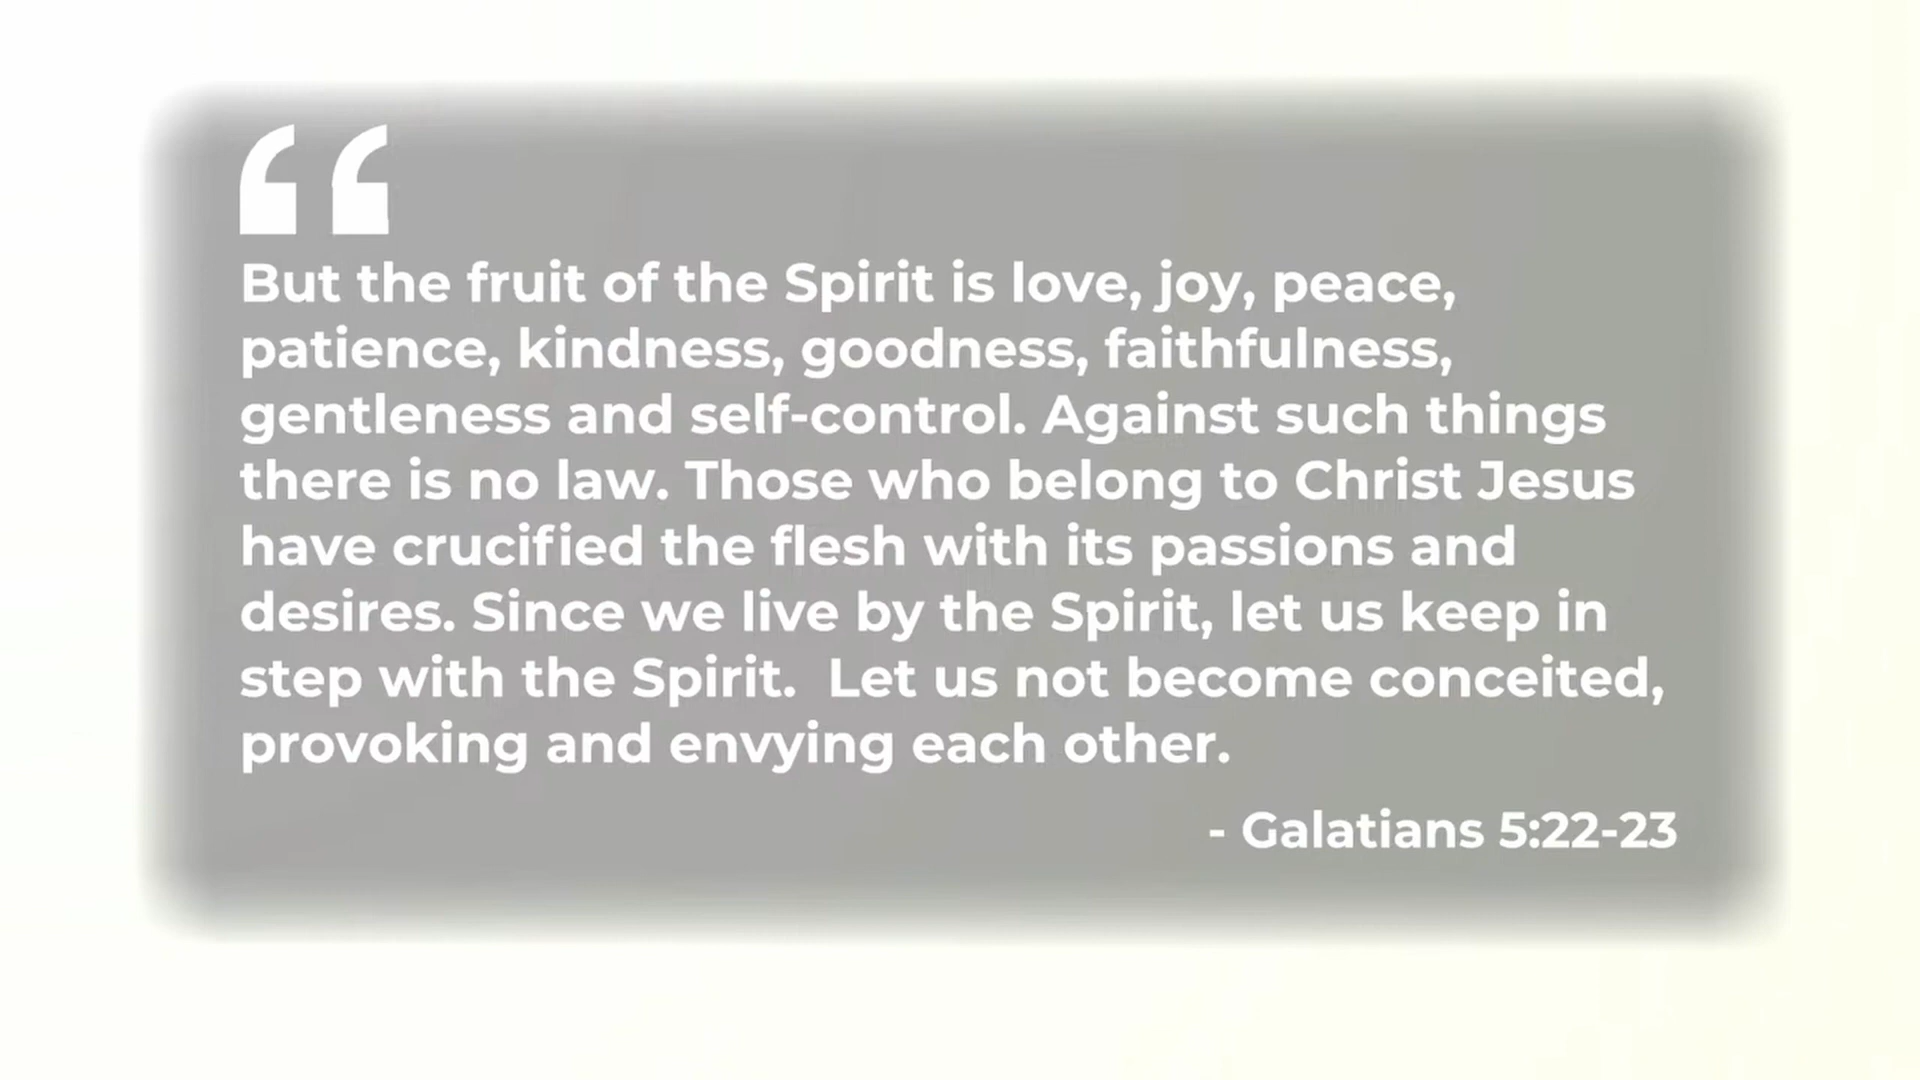 “
But the fruit of the Spirit is love, joy, peace,
patience, kindness, goodness, faithfulness,
gentleness and self-control. Against such things
there is no law. Those who belong to Christ Jesus
have crucified the flesh with its passions and
desires. Since we live by the Spirit, let us keep in
step with the Spirit.  Let us not become conceited,
provoking and envying each other.
- Galatians 5:22-23